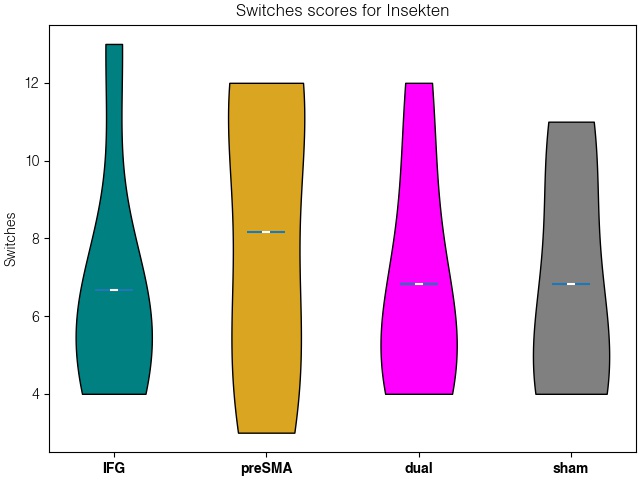 Switches scores for Insekten
12
10
8
6
4
Switches
IFG
preSMA
dual
sham